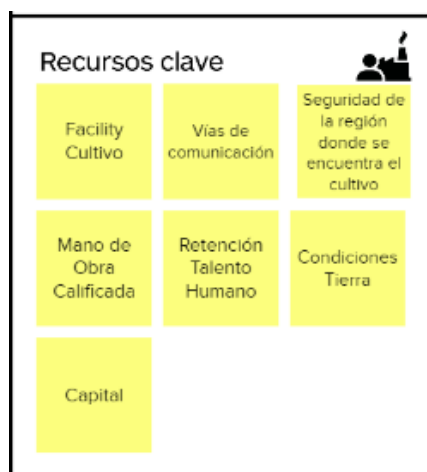 Recursos clave
Facility
Cultivo
Vías de
comunicación
Seguridad de
la región
donde se
encuentra el
cultivo
Mano de
Obra
Calificada
Retención
Talento
Humano
Condiciones
Tierra
Capital